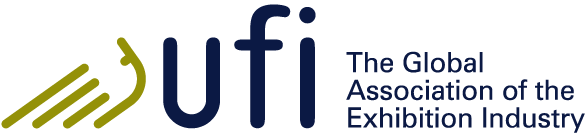 ufi
The Global
Association of the
Exhibition Industry